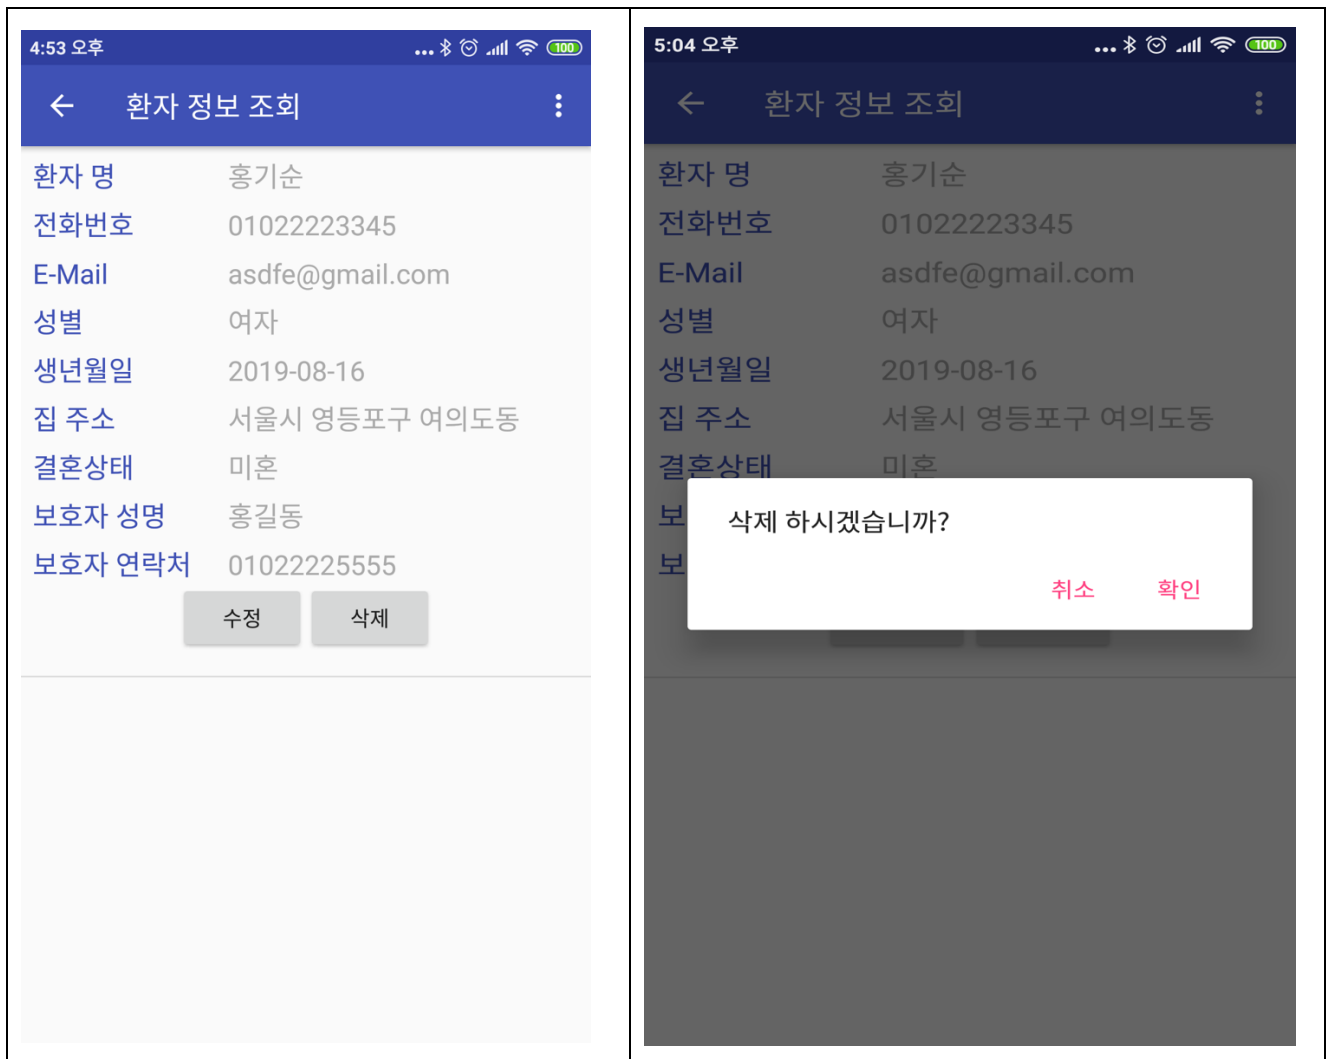 4:53 오후
100
환자 정보 조회
환자 명 홍기순
전화번호 01022223345
E-Mail asdfe@gmail.com
성별 여자
생년월일 2019-08-16
집 주소 서울시 영등포구 여의도동
결혼상태 미혼
보호자 성명 홍길동
보호자 연락처 01022225555
수정 삭제
5:04 오후
100
환자 정보 조회
환자 명 홍기순
전화번호 01022223345
E-Mail asdfe@gmail.com
성별 여자
생년월일 2019-08-16
집 주소 서울시 영등포구 여의도동
결혼상태 미혼
보
삭제 하시겠습니까?
보
취소 확인